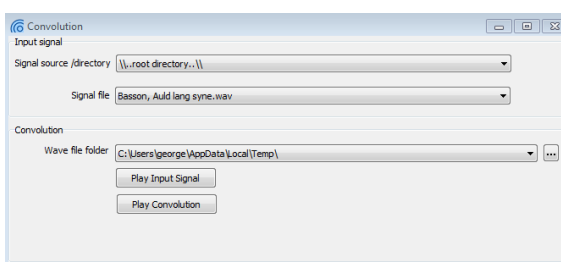 Convolution
Input signal
Signal source /directory \\..root directory..\\
Signal file Basson, Auld lang syne.wav
Convolution
Wave file folder C:\Users\george\AppData\Local\Temp\
...
Play Input Signal
Play Convolution